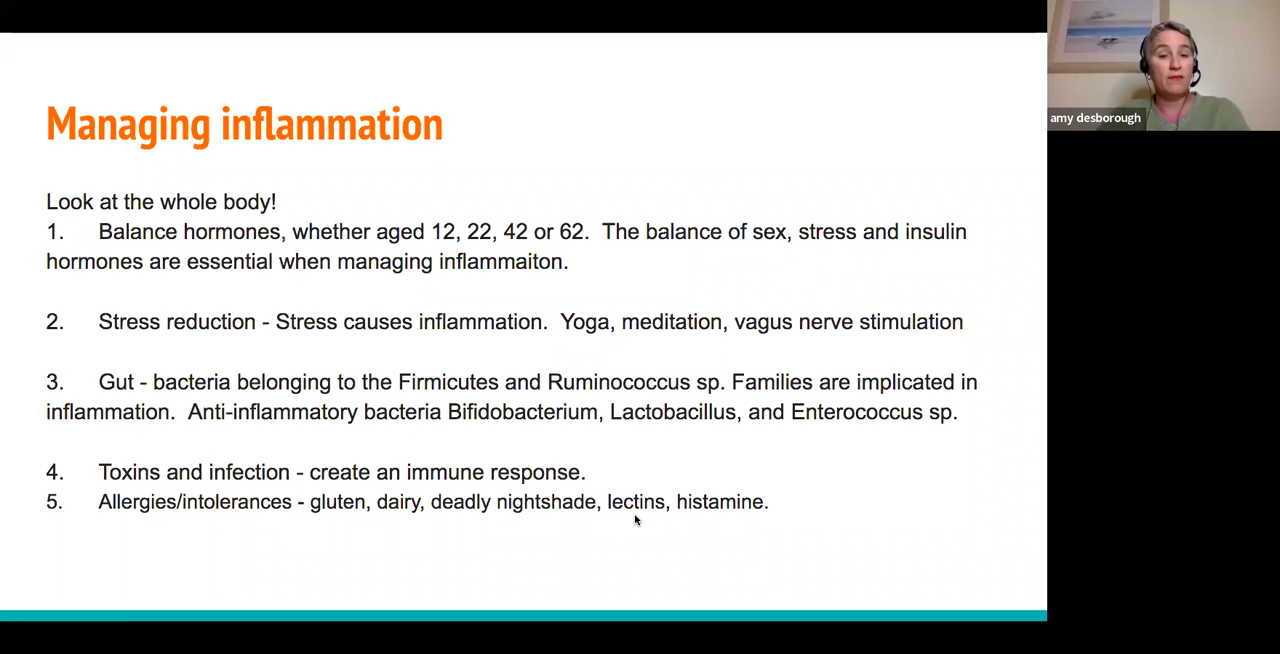 Managing inflammation
amy desborough
Look at the whole body!
1. Balance hormones, whether aged 12, 22, 42 or 62. The balance of sex, stress and insulin
hormones are essential when managing inflammaiton.
2. Stress reduction - Stress causes inflammation. Yoga, meditation, vagus nerve stimulation
3. Gut - bacteria belonging to the Firmicutes and Ruminococcus sp. Families are implicated in
inflammation. Anti-inflammatory bacteria Bifidobacterium, Lactobacillus, and Enterococcus sp.
4. Toxins and infection - create an immune response.
5. Allergies/intolerances - gluten, dairy, deadly nightshade, lectins, histamine.